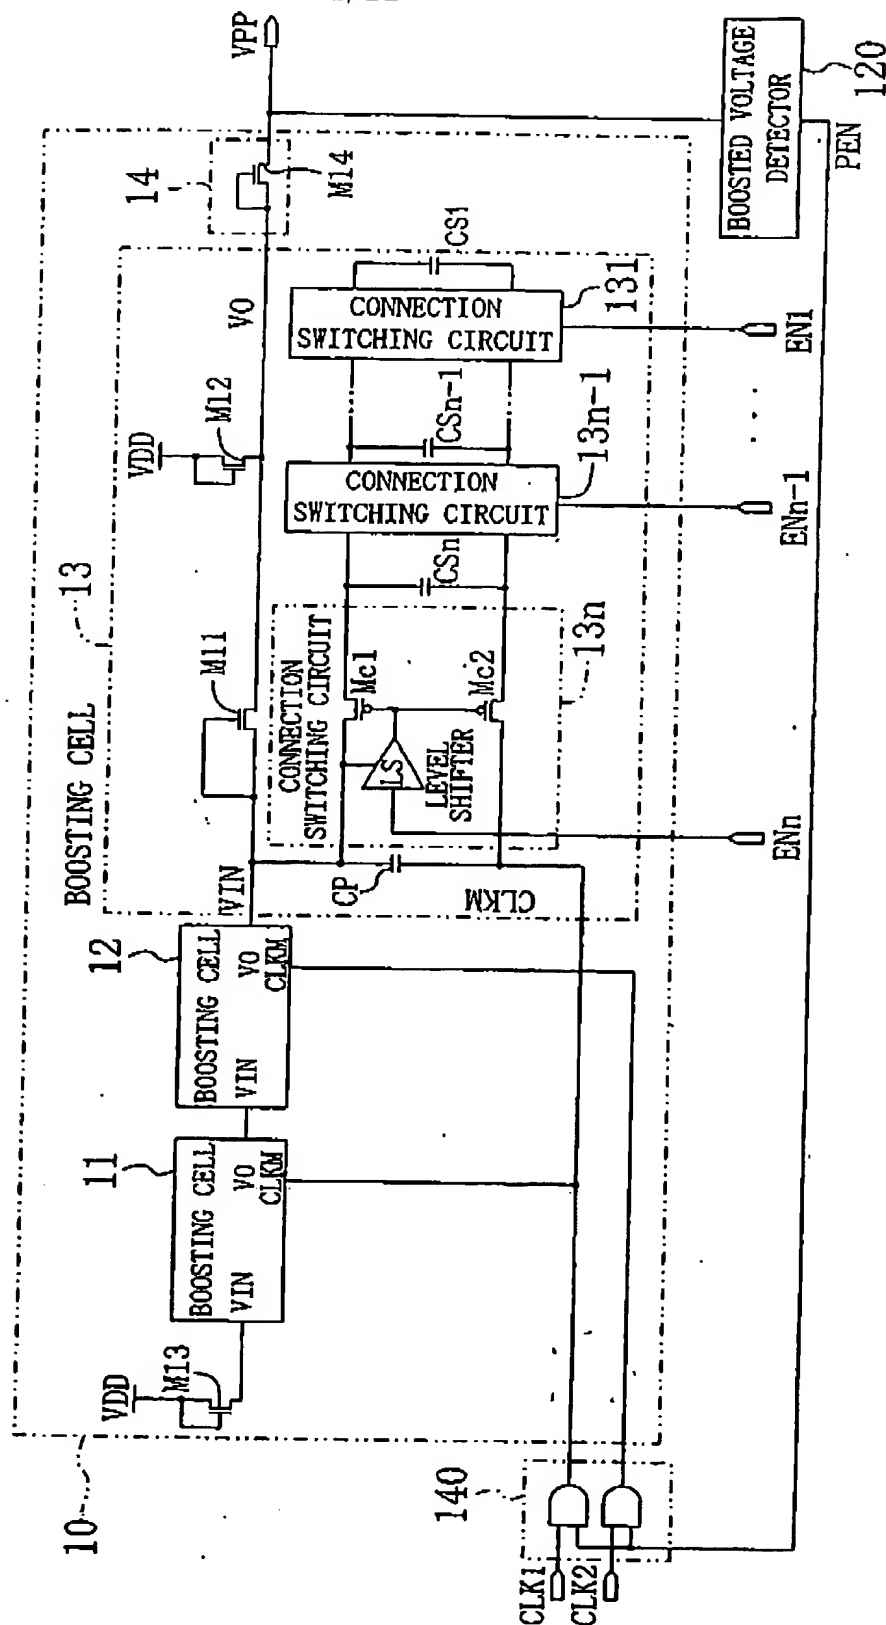 10
VDD
M13
11
BOOSTING CELL
VIN
VO
CLKM
12
BOOSTING CELL
VIN
VO
CLKM
BOOSTING CELL
13
VIN
M11
VDD
M12
VO
14
M14
VPP
CONNECTION
SWITCHING CIRCUIT
Mc1
LS
LEVEL
SHIFTER
Mc2
13n
CP
CLKM
CSn
CONNECTION
SWITCHING CIRCUIT
CSn-1
13n-1
CONNECTION
SWITCHING CIRCUIT
CS1
131
ENn
ENn-1
...
EN1
140
CLK1
CLK2
BOOSTED VOLTAGE
DETECTOR
120
PEN